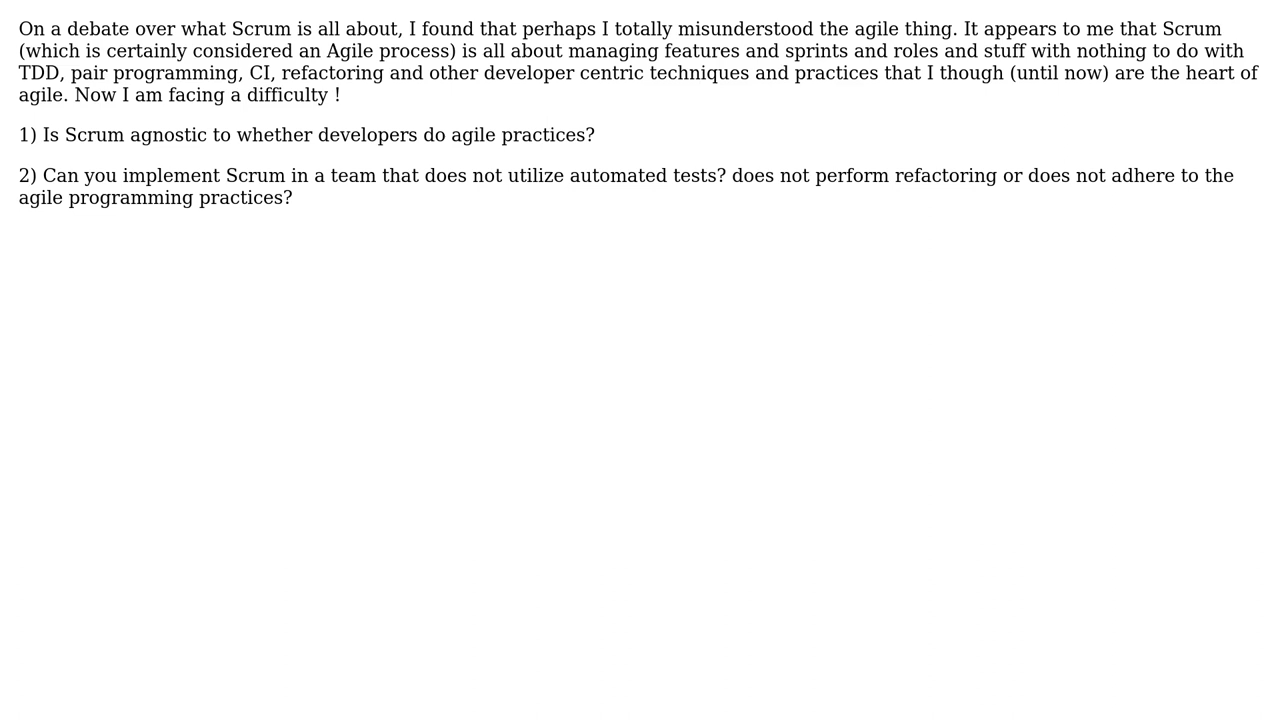 On a debate over what Scrum is all about, I found that perhaps I totally misunderstood the agile thing. It appears to me that Scrum
(which is certainly considered an Agile process) is all about managing features and sprints and roles and stuff with nothing to do with
TDD, pair programming, CI, refactoring and other developer centric techniques and practices that I though (until now) are the heart of
agile. Now I am facing a difficulty !
1) Is Scrum agnostic to whether developers do agile practices?
2) Can you implement Scrum in a team that does not utilize automated tests? does not perform refactoring or does not adhere to the
agile programming practices?